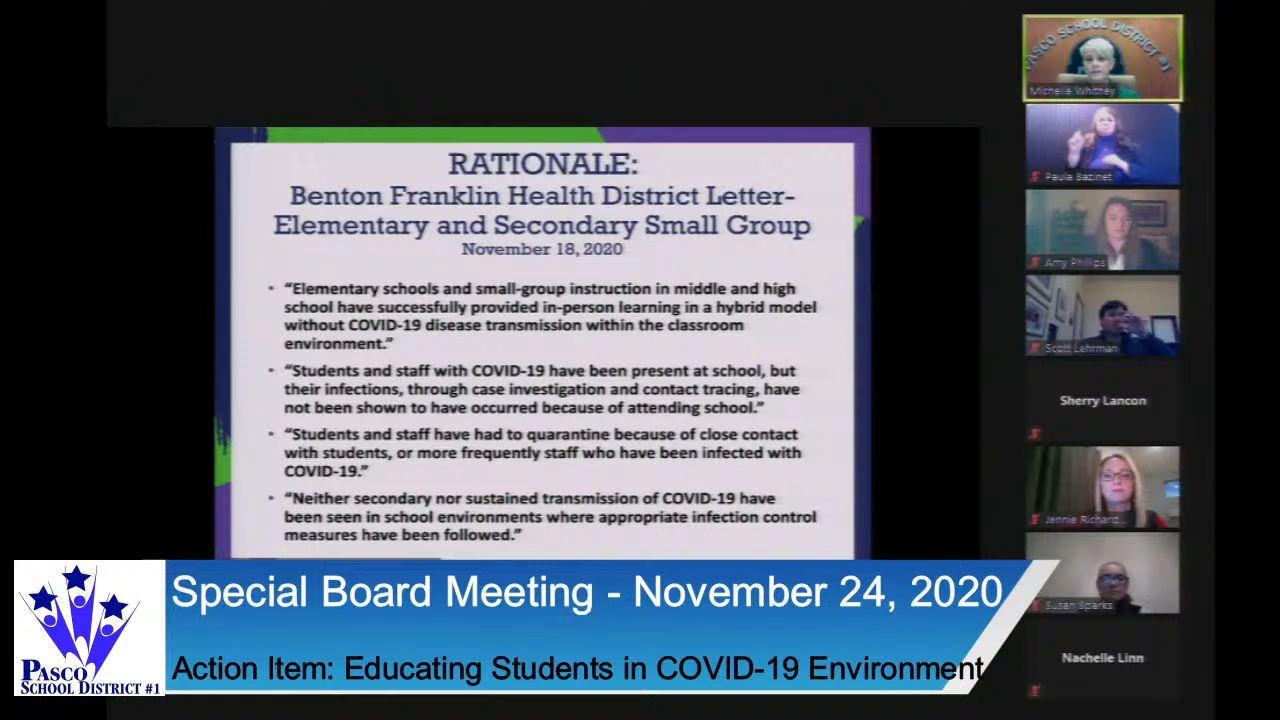 RATIONALE:
Benton Franklin Health District Letter-
Elementary and Secondary Small Group
November 18, 2020
• “Elementary schools and small-group instruction in middle and high
school have successfully provided in-person learning in a hybrid model
without COVID-19 disease transmission within the classroom
environment.”
• “Students and staff with COVID-19 have been present at school, but
their infections, through case investigation and contact tracing, have
not been shown to have occurred because of attending school.”
• “Students and staff have had to quarantine because of close contact
with students, or more frequently staff who have been infected with
COVID-19.”
• “Neither secondary nor sustained transmission of COVID-19 have
been seen in school environments where appropriate infection control
measures have been followed.”
PASCO SCHOOL DISTRICT #1
Michelle Whitney
Paula Bazinet
Amy Phillips
Scott Lehrman
Sherry Lancon
Jennie Richard
Susan Sparks
Nachelle Linn
PASCO
SCHOOL DISTRICT #1
Special Board Meeting - November 24, 2020
Action Item: Educating Students in COVID-19 Environment